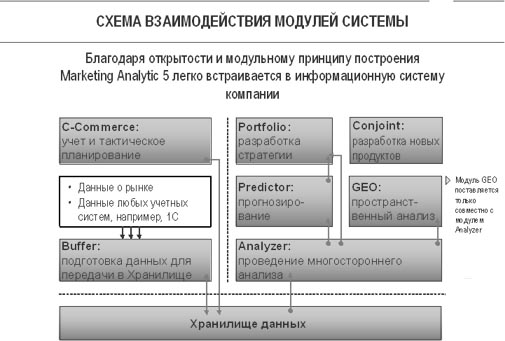 СХЕМА ВЗАИМОДЕЙСТВИЯ МОДУЛЕЙ СИСТЕМЫ
Благодаря открытости и модульному принципу построения
Marketing Analytic 5 легко встраивается в информационную систему
компании
C-Commerce:
учет и тактическое
планирование
Portfolio:
разработка
стратегии
Conjoint:
разработка новых
продуктов
• Данные о рынке
• Данные любых учетных
систем, например, 1С
Predictor:
прогнозиро-
вание
GEO:
пространст-
венный анализ
Модуль GEO
поставляется
только
совместно с
модулем
Analyzer
Buffer:
подготовка данных для
передачи в Хранилище
Analyzer:
проведение многостороннего
анализа
Хранилище данных